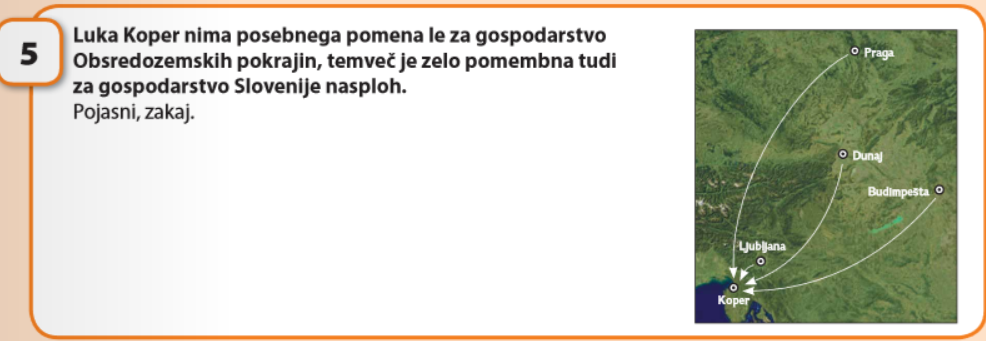 5
Luka Koper nima posebnega pomena le za gospodarstvo
Obsredozemskih pokrajin, temveč je zelo pomembna tudi
za gospodarstvo Slovenije nasploh.
Pojasni, zakaj.
Praga
Dunaj
Budimpešta
Ljubljana
Koper